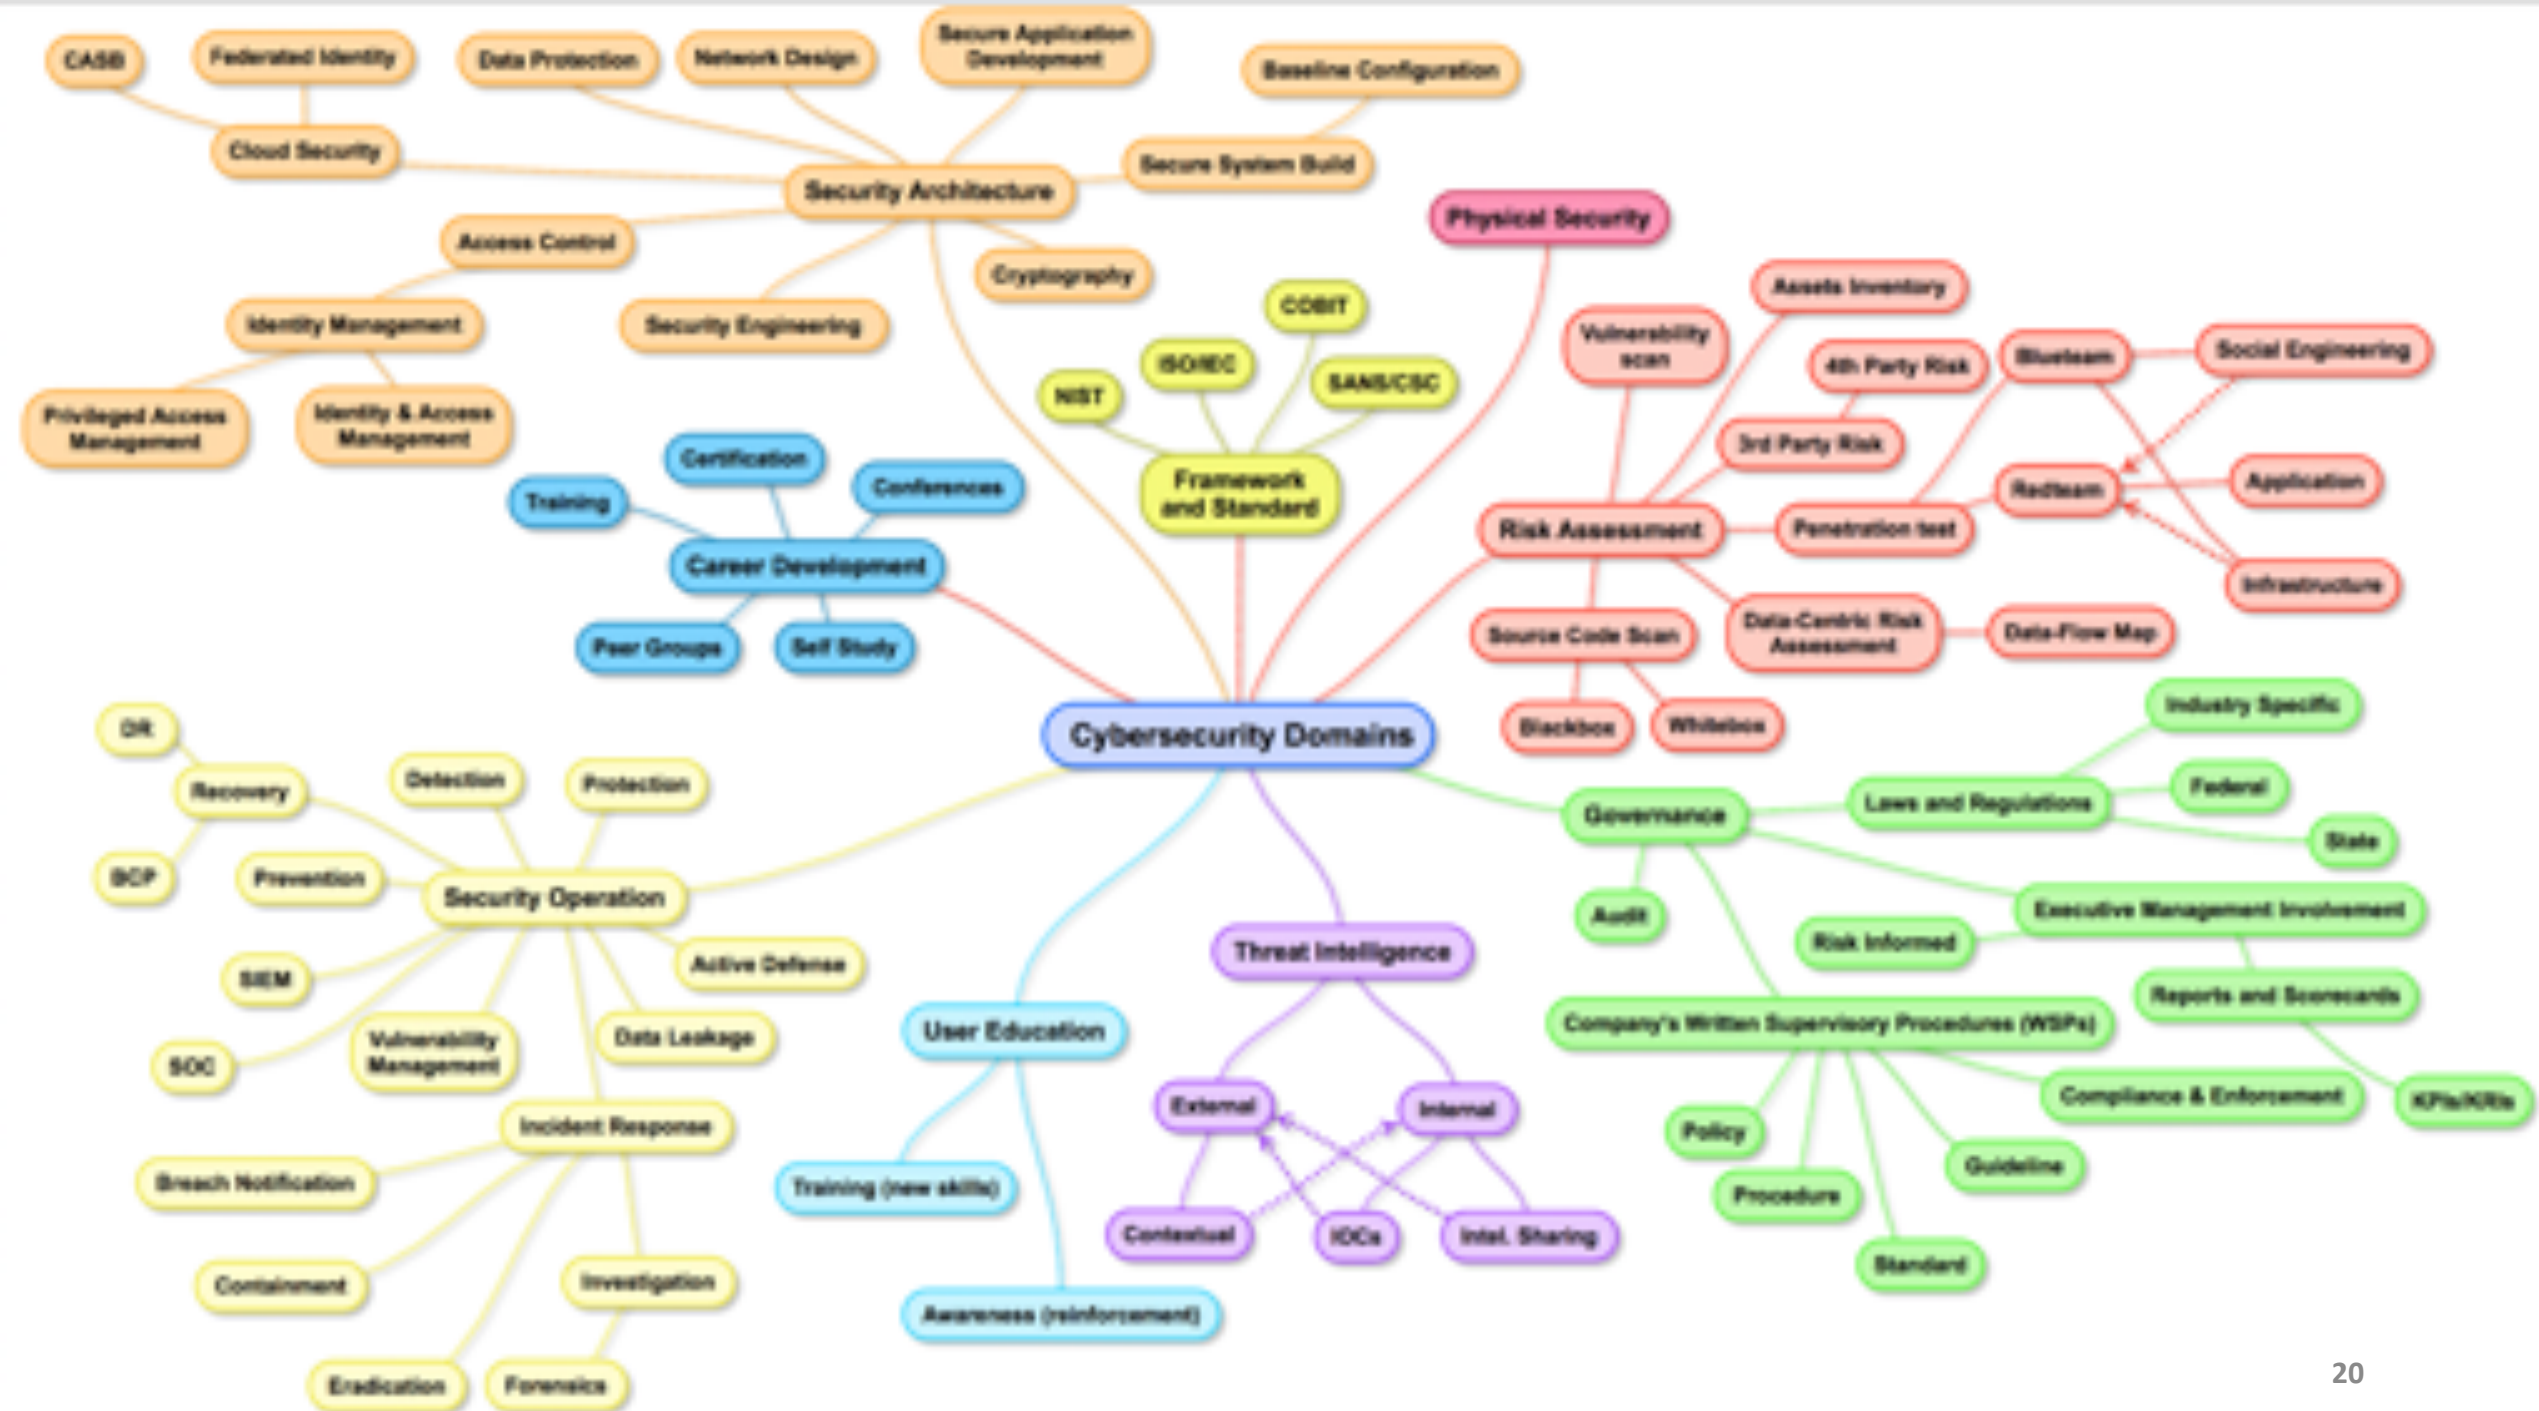 CASB
Federated Identity
Data Protection
Network Design
Secure Application
Development
Baseline Configuration
Cloud Security
Secure System Build
Security Architecture
Access Control
Cryptography
Identity Management
Security Engineering
Privileged Access
Management
Identity & Access
Management
Physical Security
COBIT
ISO/IEC
SANS/CSC
NIST
Framework
and Standard
Assets Inventory
Vulnerability
scan
4th Party Risk
Blueteam
Social Engineering
3rd Party Risk
Redteam
Application
Risk Assessment
Penetration test
Infrastructure
Source Code Scan
Data-Centric Risk
Assessment
Data-Flow Map
Blackbox
Whitebox
Certification
Training
Conferences
Career Development
Peer Groups
Self Study
Cybersecurity Domains
DR
Recovery
Detection
Protection
BCP
Prevention
Security Operation
SIEM
Active Defense
SOC
Vulnerability
Management
Data Leakage
Incident Response
Breach Notification
Containment
Investigation
Eradication
Forensics
User Education
Training (new skills)
Awareness (reinforcement)
Threat Intelligence
External
Internal
Contextual
IOCs
Intel. Sharing
Industry Specific
Governance
Laws and Regulations
Federal
State
Audit
Executive Management Involvement
Risk Informed
Reports and Scorecards
Company's Written Supervisory Procedures (WSPs)
Compliance & Enforcement
KPIs/KRIs
Policy
Guideline
Procedure
Standard
20